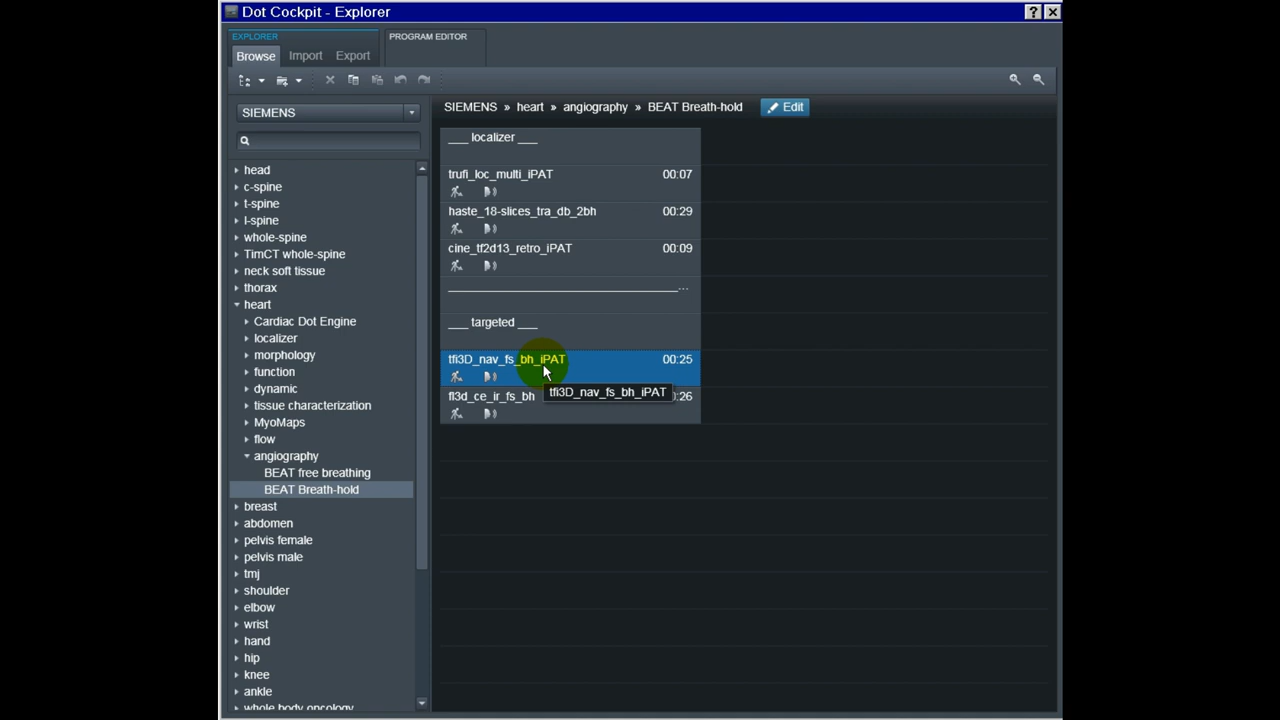 Dot Cockpit - Explorer
EXPLORER
PROGRAM EDITOR
Browse
Import
Export
SIEMENS
SIEMENS » heart » angiography » BEAT Breath-hold
Edit
head
c-spine
t-spine
l-spine
whole-spine
TimCT whole-spine
neck soft tissue
thorax
heart
Cardiac Dot Engine
localizer
morphology
function
dynamic
tissue characterization
MyoMaps
flow
angiography
BEAT free breathing
BEAT Breath-hold
breast
abdomen
pelvis female
pelvis male
tmj
shoulder
elbow
wrist
hand
hip
knee
ankle
whole body oncology
___ localizer ___
trufi_loc_multi_iPAT 00:07
haste_18-slices_tra_db_2bh 00:29
cine_tf2d13_retro_iPAT 00:09
___ targeted ___
tfi3D_nav_fs_bh_iPAT 00:25
fl3d_ce_ir_fs_bh :26
tfi3D_nav_fs_bh_iPAT